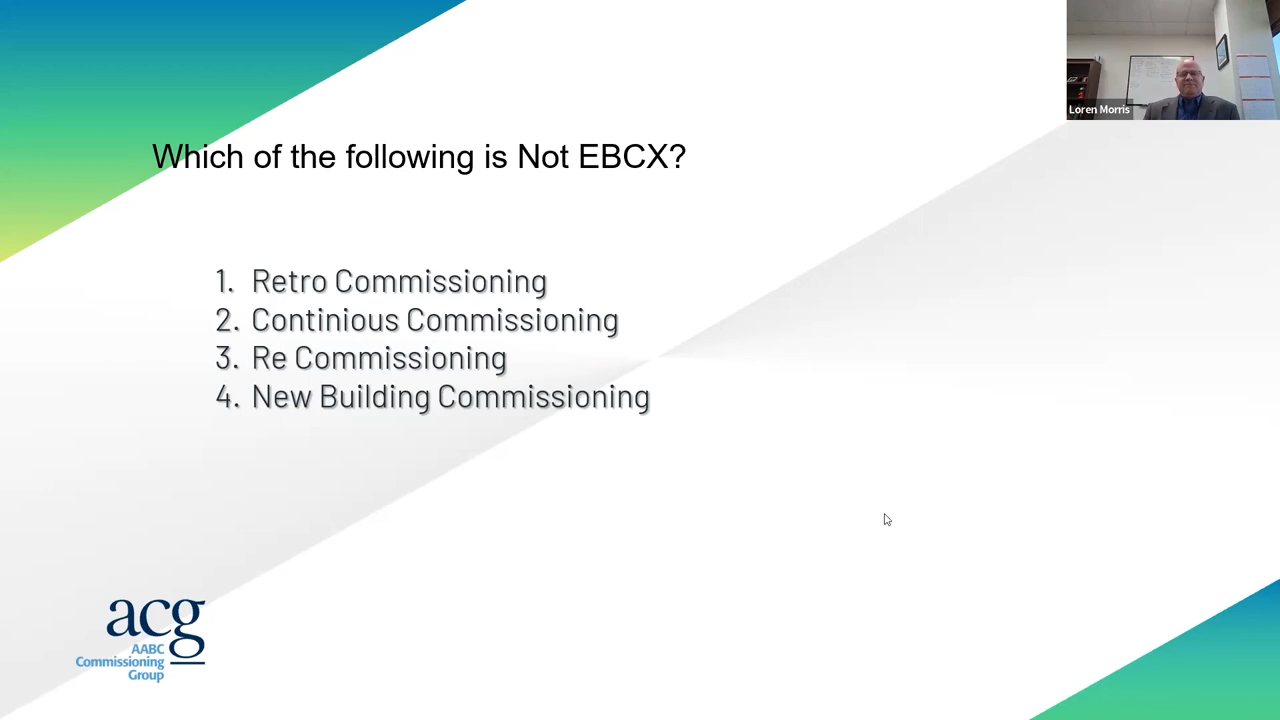 Loren Morris
Which of the following is Not EBCX?
1. Retro Commissioning
2. Continious Commissioning
3. Re Commissioning
4. New Building Commissioning
acg
AABC
Commissioning
Group